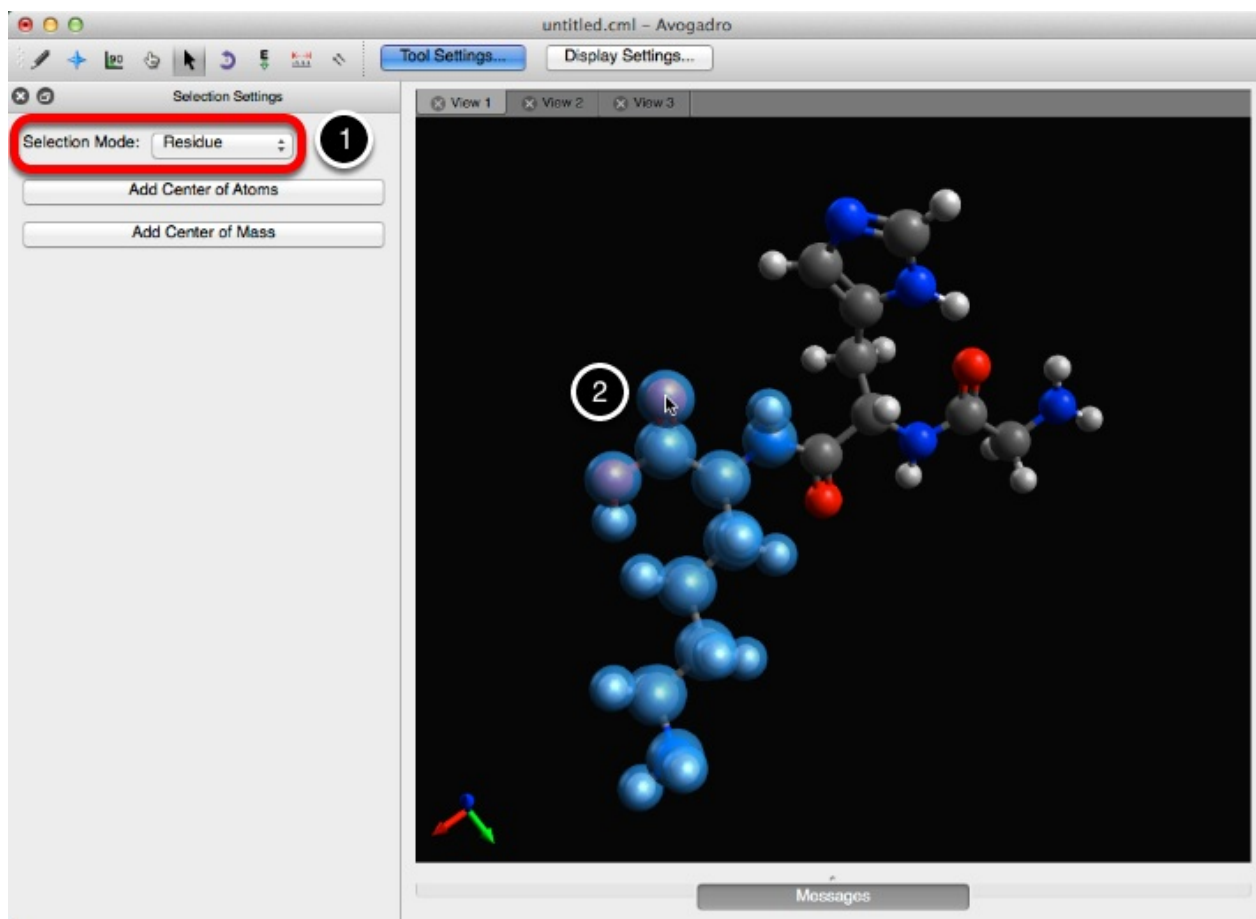 untitled.cml – Avogadro
Tool Settings...
Display Settings...
Selection Settings
Selection Mode: Residue
1
Add Center of Atoms
Add Center of Mass
View 1
View 2
View 3
2
Messages